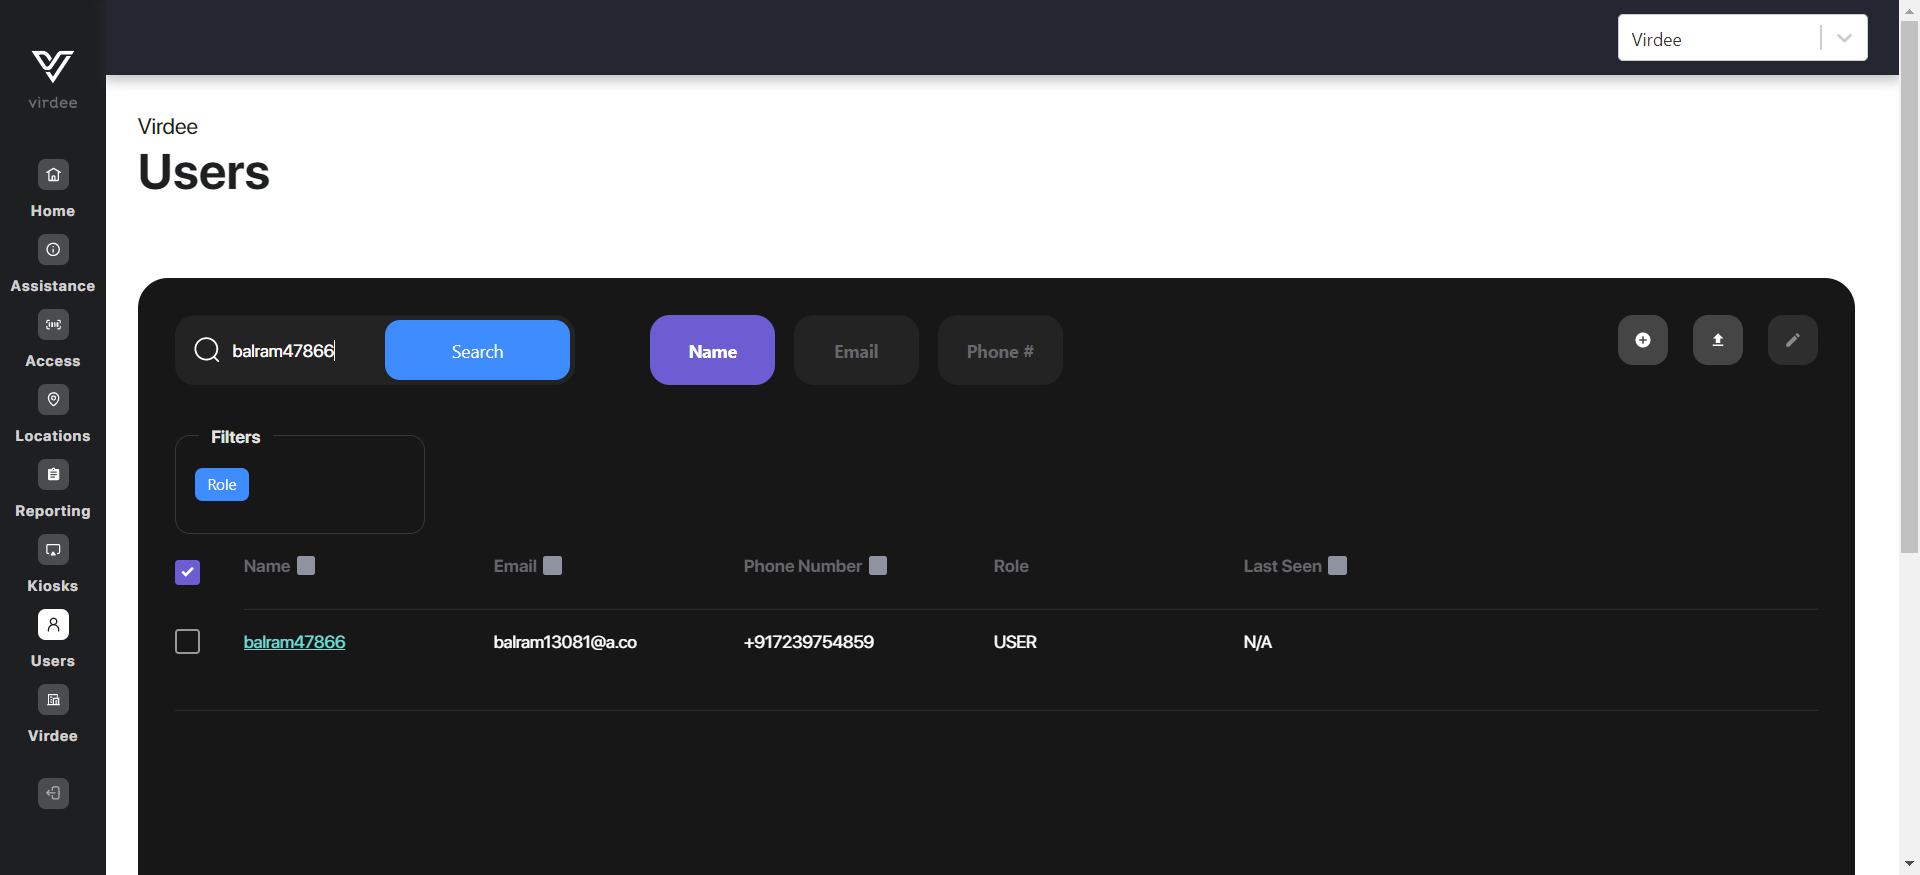 virdee
Home
Assistance
Access
Locations
Reporting
Kiosks
Users
Virdee
Virdee
Virdee
Users
balram47866
Search
Name
Email
Phone #
Filters
Role
Name Email Phone Number Role Last Seen
balram47866 balram13081@a.co +917239754859 USER N/A